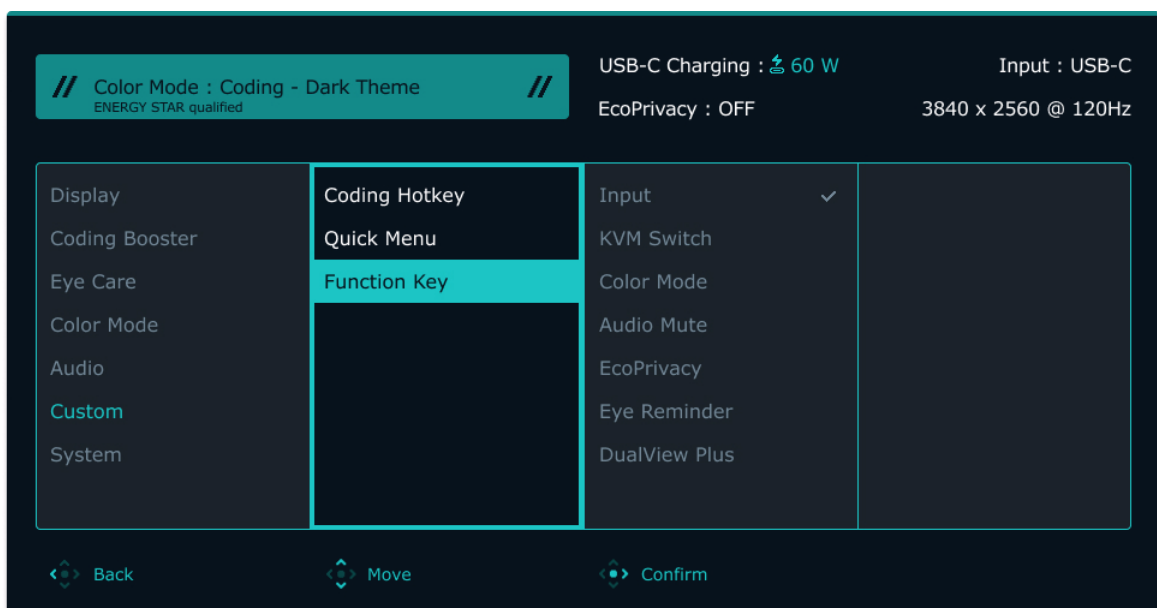 Color Mode : Coding - Dark Theme
ENERGY STAR qualified
USB-C Charging : 60 W
EcoPrivacy : OFF
Input : USB-C
3840 x 2560 @ 120Hz
Display
Coding Booster
Eye Care
Color Mode
Audio
Custom
System
Coding Hotkey
Quick Menu
Function Key
Input
KVM Switch
Color Mode
Audio Mute
EcoPrivacy
Eye Reminder
DualView Plus
Back
Move
Confirm